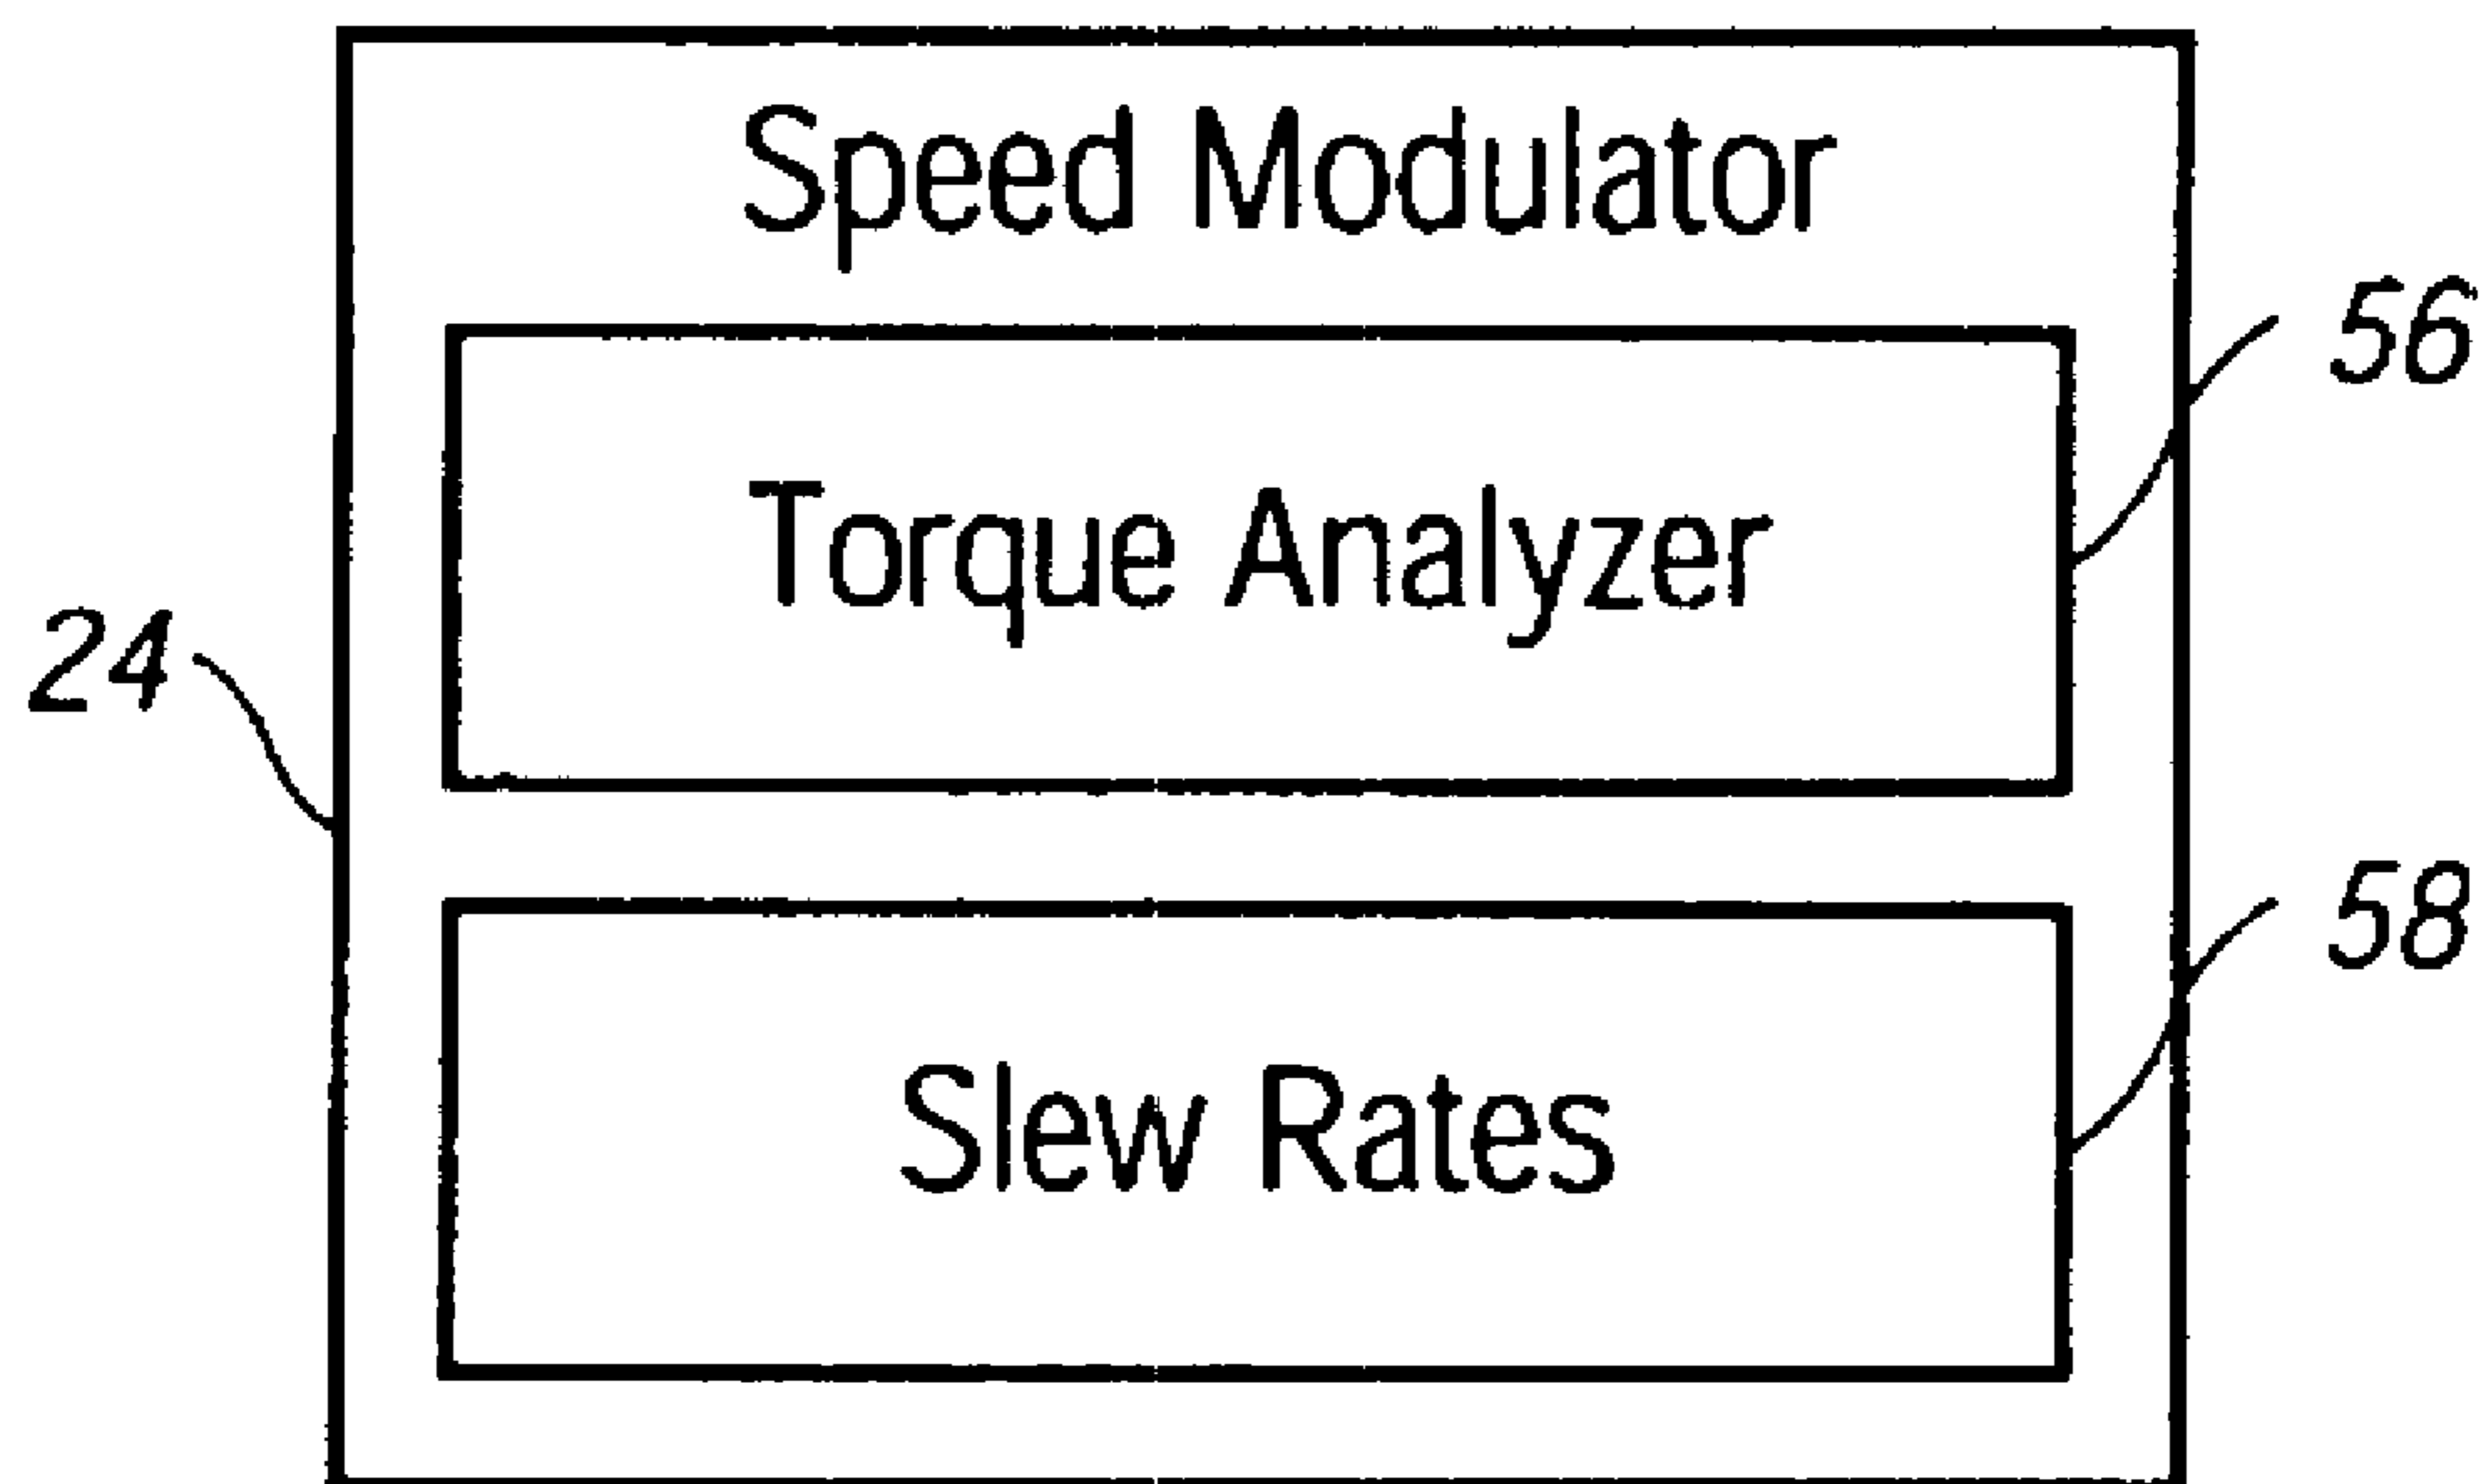 Speed Modulator
56
Torque Analyzer
24
58
Slew Rates